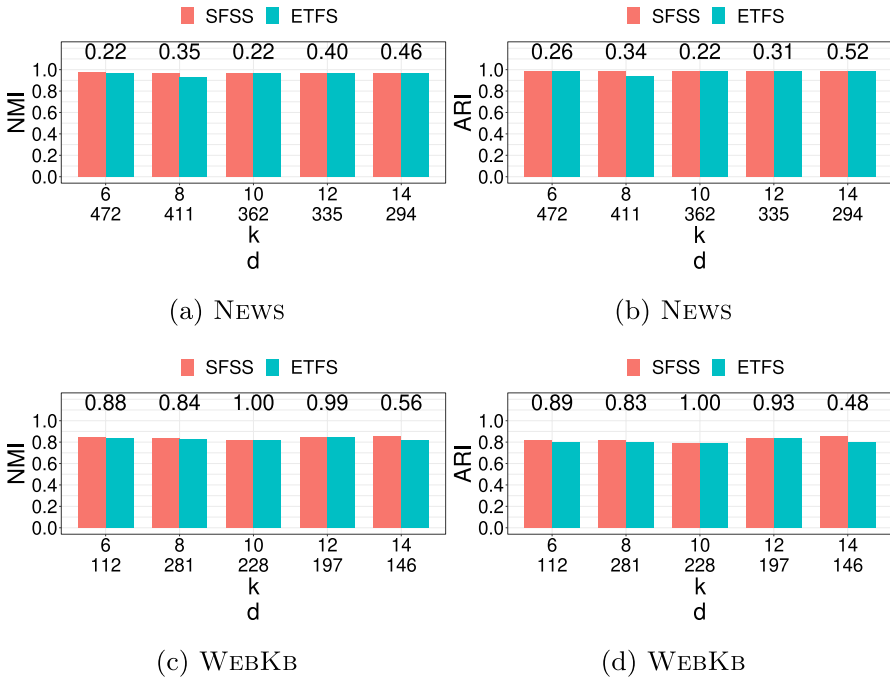 SFSS ETFS
0.22 0.35 0.22 0.40 0.46
NMI
1.0
0.8
0.6
0.4
0.2
0.0
6 8 10 12 14
472 411 362 335 294
k
d
(a) NEWS
SFSS ETFS
0.26 0.34 0.22 0.31 0.52
ARI
1.0
0.8
0.6
0.4
0.2
0.0
6 8 10 12 14
472 411 362 335 294
k
d
(b) NEWS
SFSS ETFS
0.88 0.84 1.00 0.99 0.56
NMI
1.0
0.8
0.6
0.4
0.2
0.0
6 8 10 12 14
112 281 228 197 146
k
d
(c) WEBKB
SFSS ETFS
0.89 0.83 1.00 0.93 0.48
ARI
1.0
0.8
0.6
0.4
0.2
0.0
6 8 10 12 14
112 281 228 197 146
k
d
(d) WEBKB